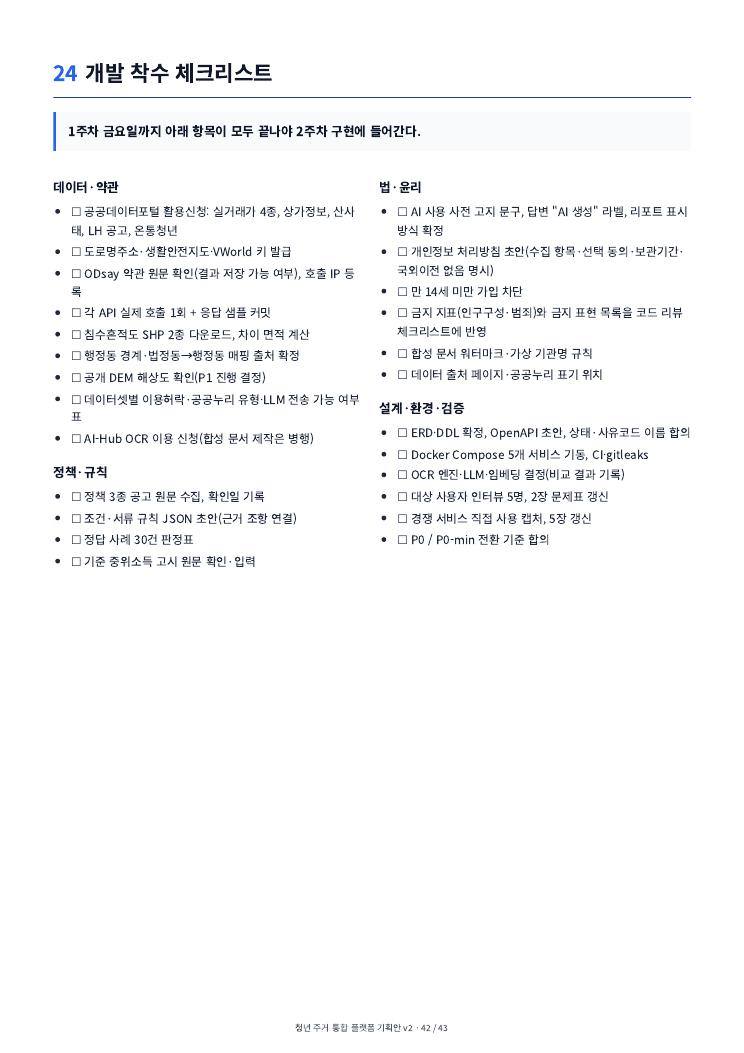 24 개발 착수 체크리스트
1주차 금요일까지 아래 항목이 모두 끝나야 2주차 구현에 들어간다.
데이터·약관
• ☐ 공공데이터포털 활용신청: 실거래가 4종, 상가정보, 산사
태, LH 공고, 온통청년
• ☐ 도로명주소·생활안전지도·VWorld 키 발급
• ☐ ODsay 약관 원문 확인(결과 저장 가능 여부), 호출 IP 등
록
• ☐ 각 API 실제 호출 1회 + 응답 샘플 커밋
• ☐ 침수흔적도 SHP 2종 다운로드, 차이 면적 계산
• ☐ 행정동 경계·법정동→행정동 매핑 출처 확정
• ☐ 공개 DEM 해상도 확인(P1 진행 결정)
• ☐ 데이터셋별 이용허락·공공누리 유형·LLM 전송 가능 여부
표
• ☐ AI-Hub OCR 이용 신청(합성 문서 제작은 병행)
정책·규칙
• ☐ 정책 3종 공고 원문 수집, 확인일 기록
• ☐ 조건·서류 규칙 JSON 초안(근거 조항 연결)
• ☐ 정답 사례 30건 판정표
• ☐ 기준 중위소득 고시 원문 확인·입력
법·윤리
• ☐ AI 사용 사전 고지 문구, 답변 "AI 생성" 라벨, 리포트 표시
방식 확정
• ☐ 개인정보 처리방침 초안(수집 항목·선택 동의·보관기간·
국외이전 없음 명시)
• ☐ 만 14세 미만 가입 차단
• ☐ 금지 지표(인구구성·범죄)와 금지 표현 목록을 코드 리뷰
체크리스트에 반영
• ☐ 합성 문서 워터마크·가상 기관명 규칙
• ☐ 데이터 출처 페이지·공공누리 표기 위치
설계·환경·검증
• ☐ ERD·DDL 확정, OpenAPI 초안, 상태·사유코드 이름 합의
• ☐ Docker Compose 5개 서비스 기동, CI·gitleaks
• ☐ OCR 엔진·LLM·임베딩 결정(비교 결과 기록)
• ☐ 대상 사용자 인터뷰 5명, 2장 문제표 갱신
• ☐ 경쟁 서비스 직접 사용 캡처, 5장 갱신
• ☐ P0 / P0-min 전환 기준 합의
청년 주거 통합 플랫폼 기획안 v2 · 42 / 43